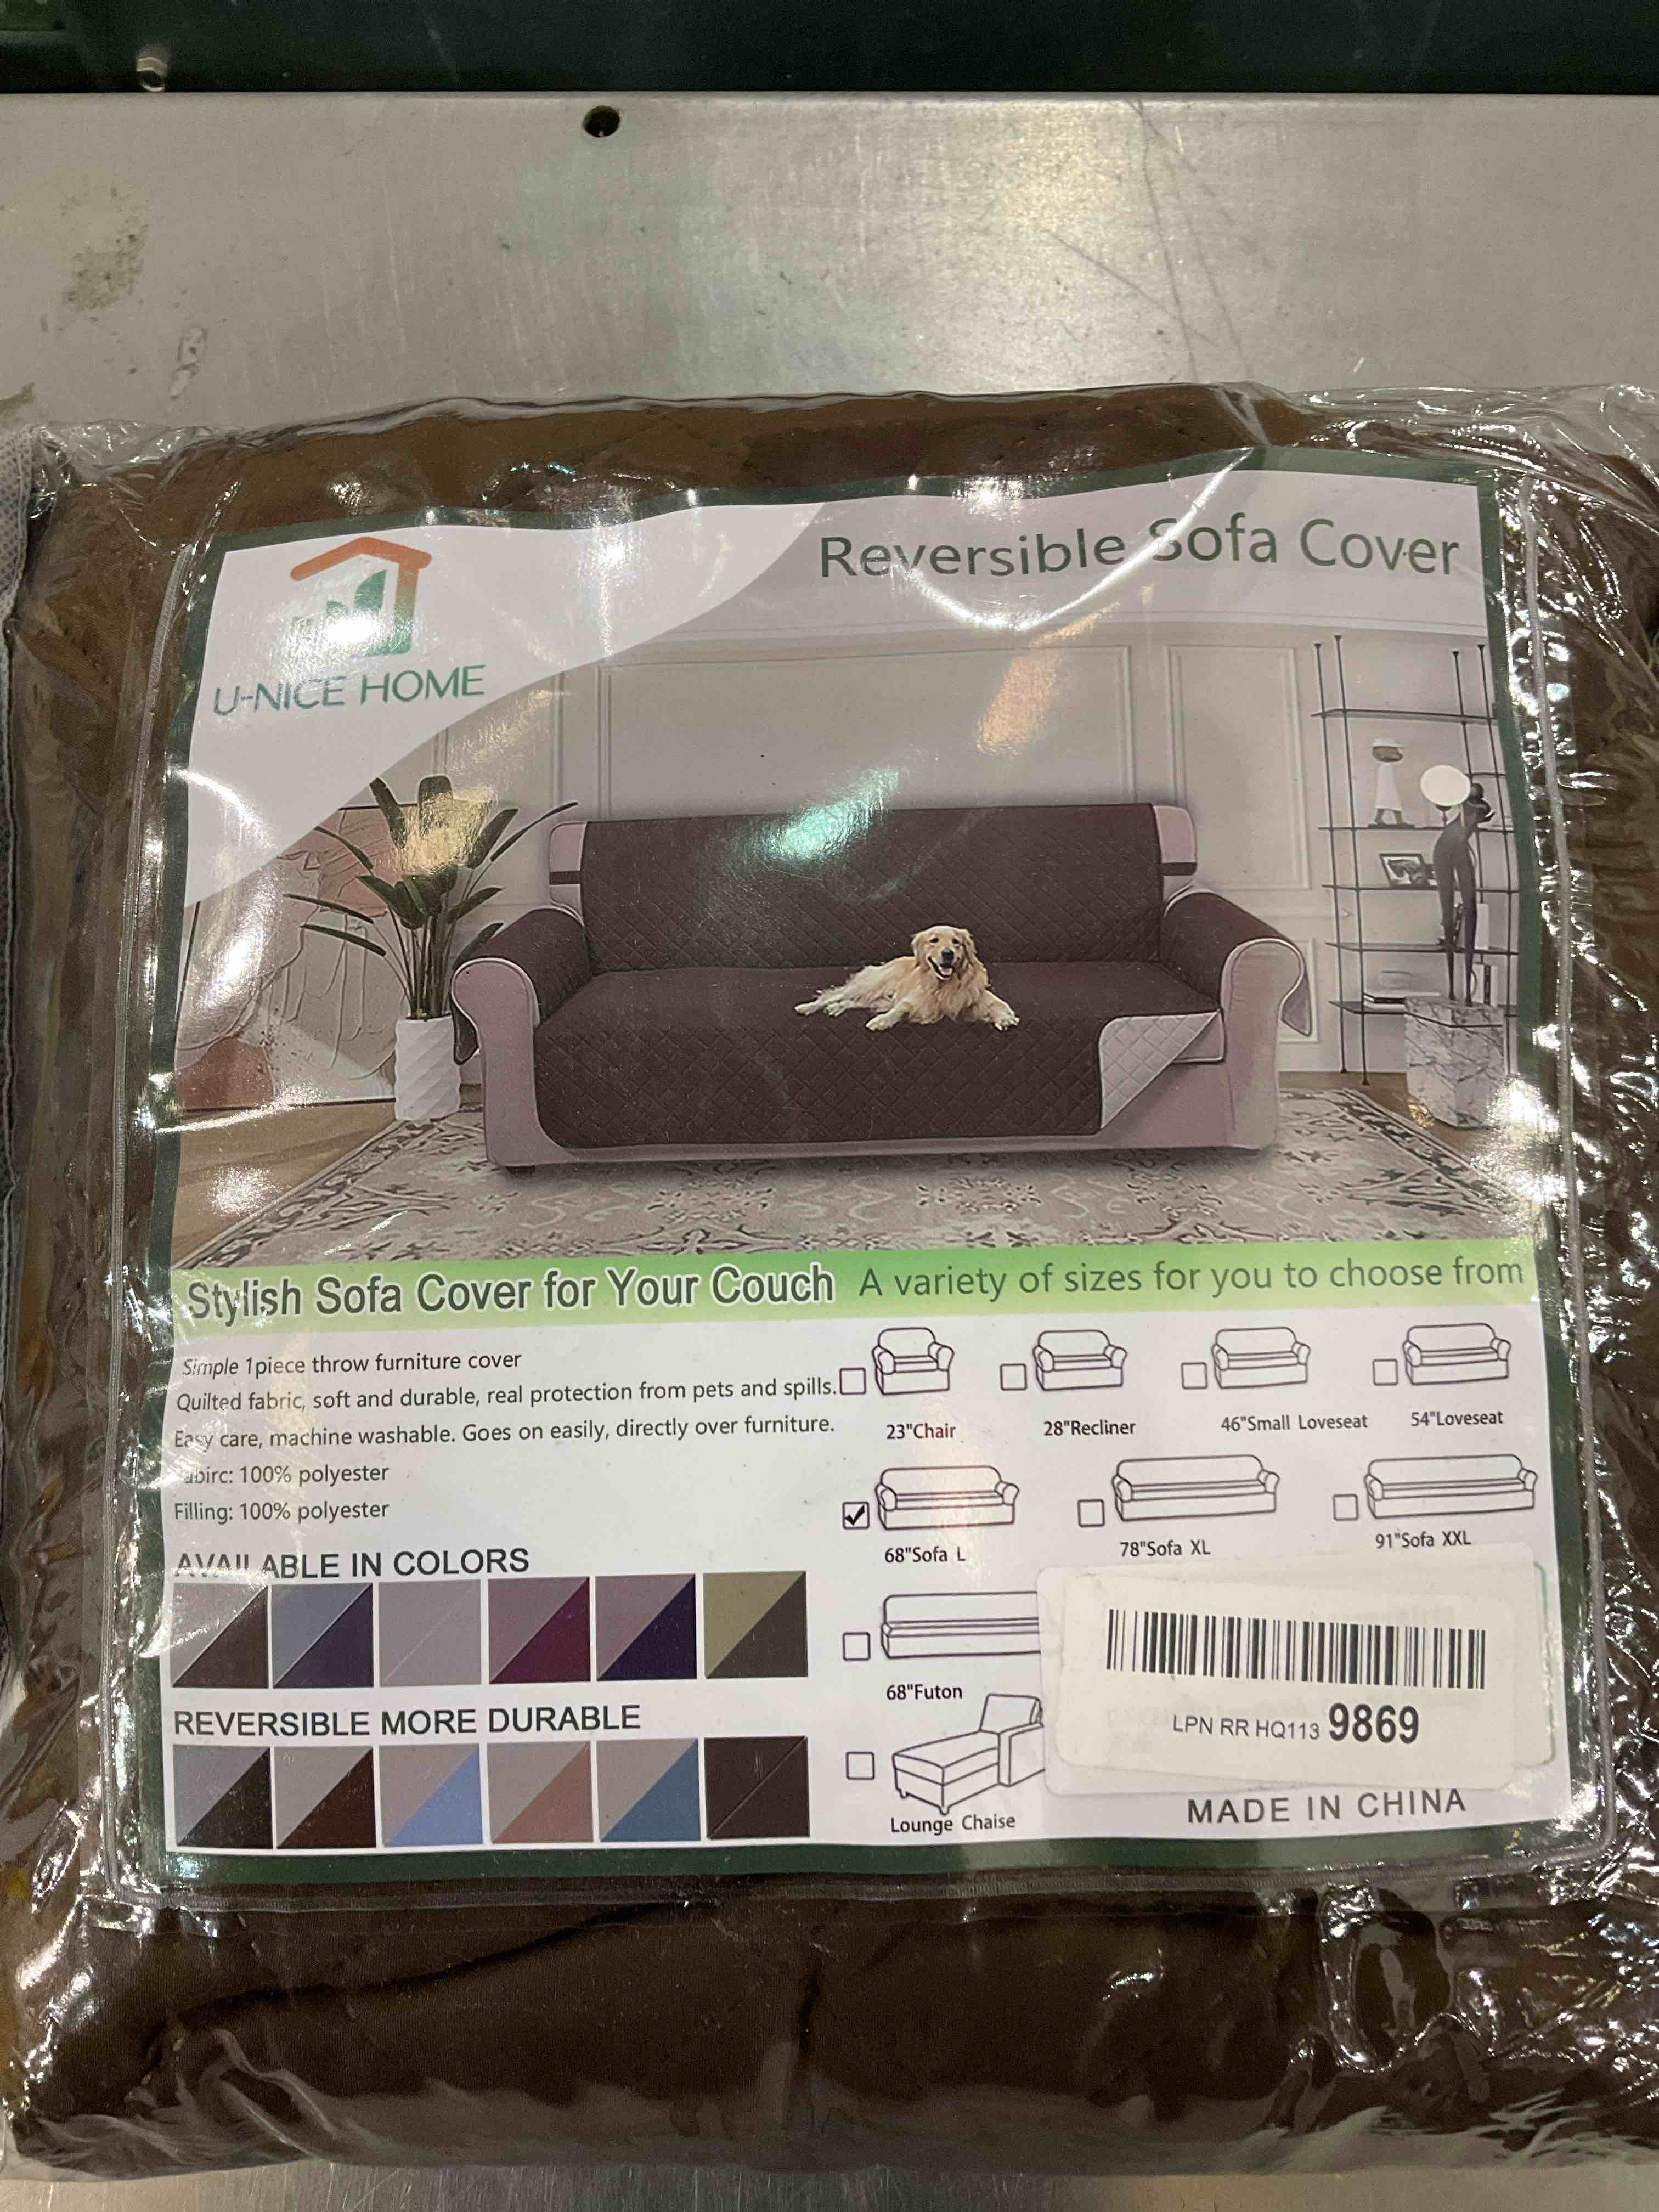 Reversible Sofa Cover
U-NICE HOME
Stylish Sofa Cover for Your Couch A variety of sizes for you to choose from
Simple 1piece throw furniture cover
Quilted fabric, soft and durable, real protection from pets and spills.
Easy care, machine washable. Goes on easily, directly over furniture.
abirc: 100% polyester
Filling: 100% polyester
23"Chair
28"Recliner
46"Small Loveseat
54"Loveseat
68"Sofa L
78"Sofa XL
91"Sofa XXL
AVAILABLE IN COLORS
68"Futon
REVERSIBLE MORE DURABLE
Lounge Chaise
LPN RR HQ113 9869
MADE IN CHINA